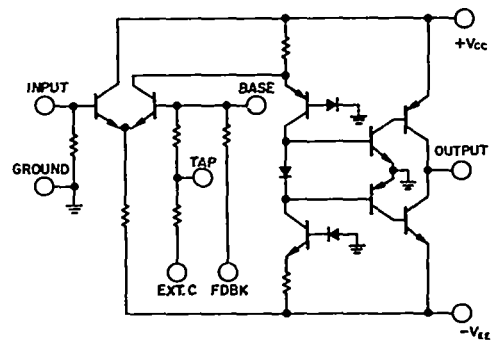 +VCC
INPUT
BASE
GROUND
TAP
OUTPUT
EXT. C
FDBK
-VEE